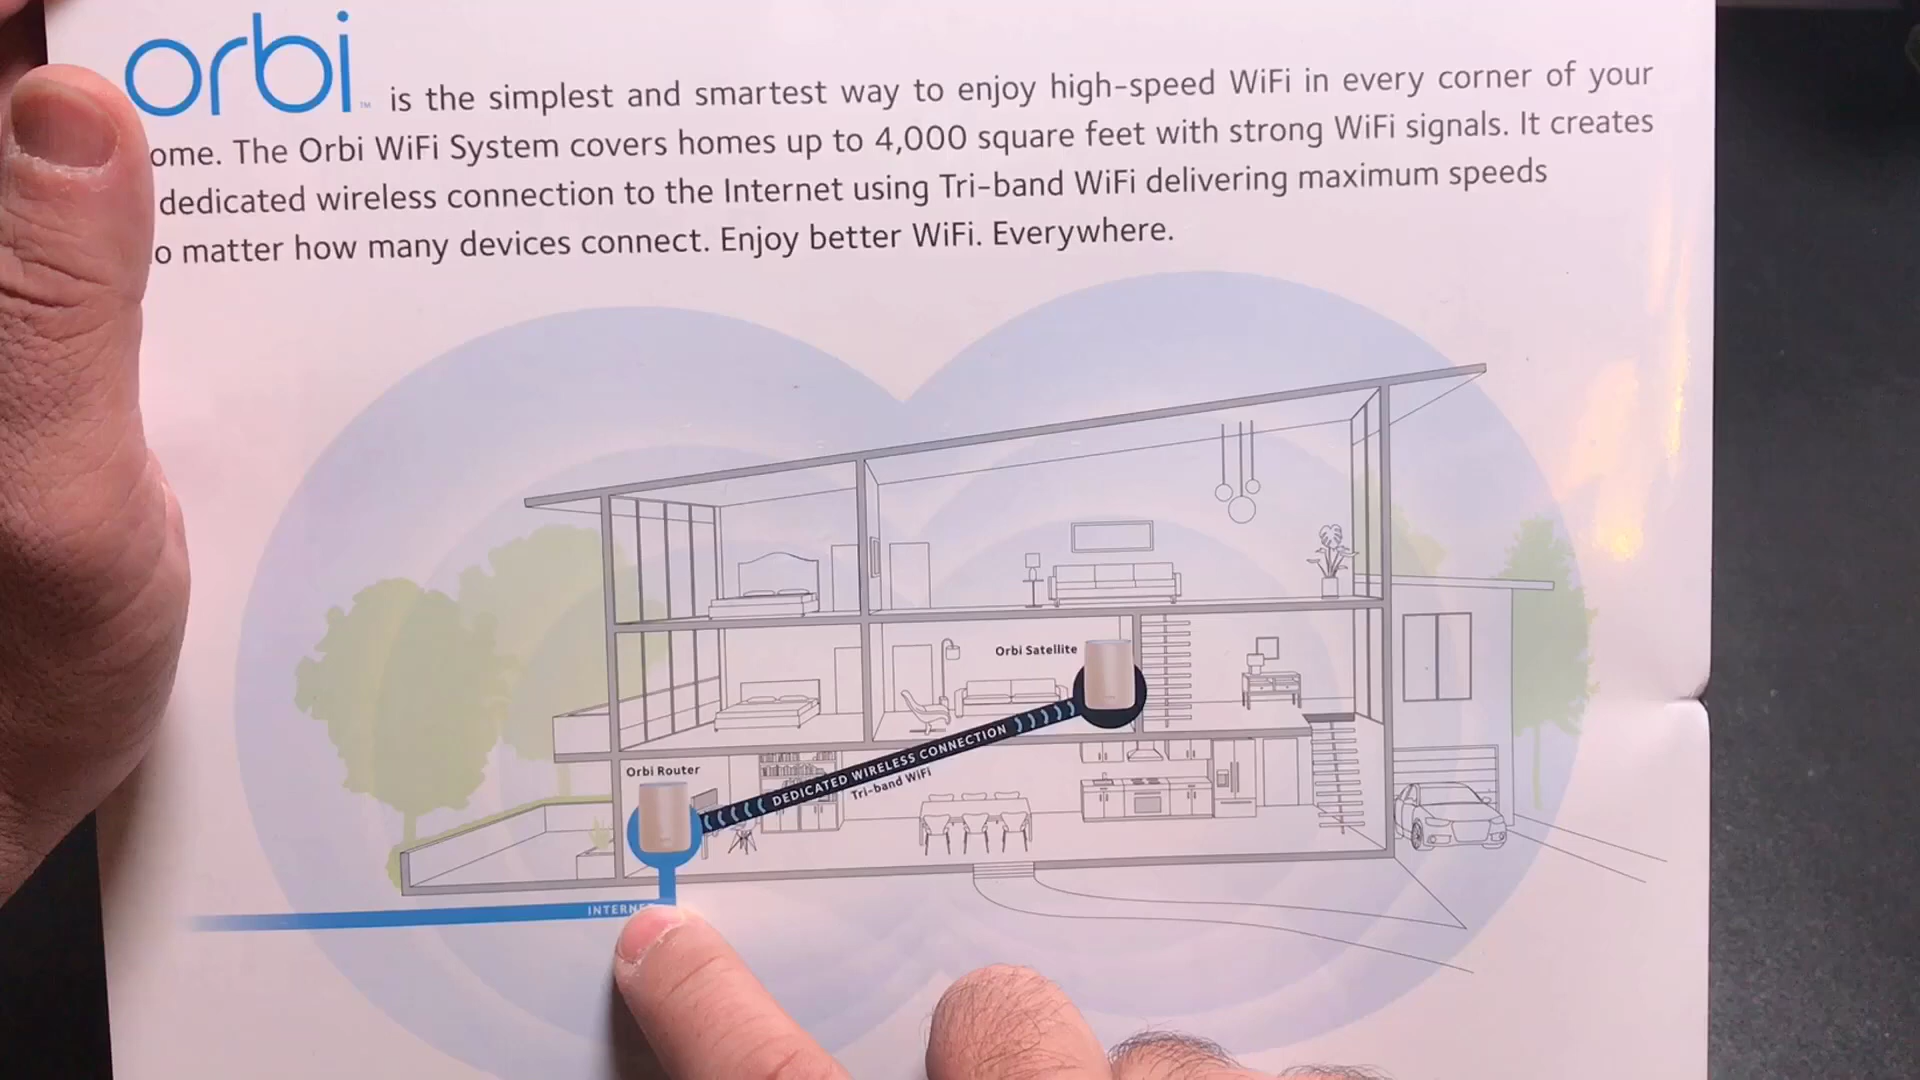 orbi™ is the simplest and smartest way to enjoy high-speed WiFi in every corner of your
ome. The Orbi WiFi System covers homes up to 4,000 square feet with strong WiFi signals. It creates
dedicated wireless connection to the Internet using Tri-band WiFi delivering maximum speeds
o matter how many devices connect. Enjoy better WiFi. Everywhere.
Orbi Satellite
DEDICATED WIRELESS CONNECTION
Tri-band WiFi
Orbi Router
INTERNE